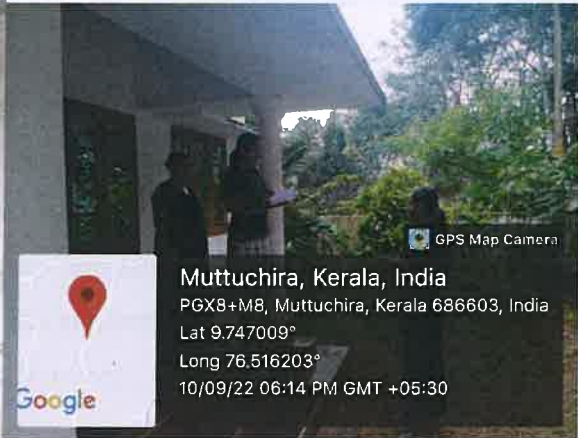 GPS Map Camera
Muttuchira, Kerala, India
PGX8+M8, Muttuchira, Kerala 686603, India
Lat 9.747009°
Long 76.516203°
10/09/22 06:14 PM GMT +05:30
Google